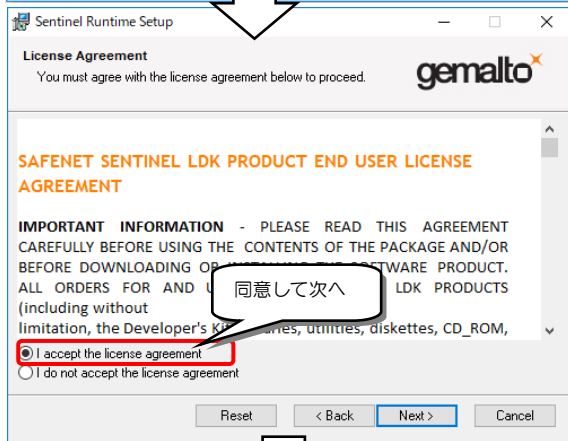 Sentinel Runtime Setup
License Agreement
You must agree with the license agreement below to proceed.
gemalto
SAFENET SENTINEL LDK PRODUCT END USER LICENSE
AGREEMENT
IMPORTANT INFORMATION - PLEASE READ THIS AGREEMENT
CAREFULLY BEFORE USING THE CONTENTS OF THE PACKAGE AND/OR
BEFORE DOWNLOADING OR INSTALLING THE SOFTWARE PRODUCT.
ALL ORDERS FOR AND LDK PRODUCTS
同意して次へ
(including without
limitation, the Developer's utilities, diskettes, CD_ROM,
I accept the license agreement
I do not accept the license agreement
Reset < Back Next > Cancel